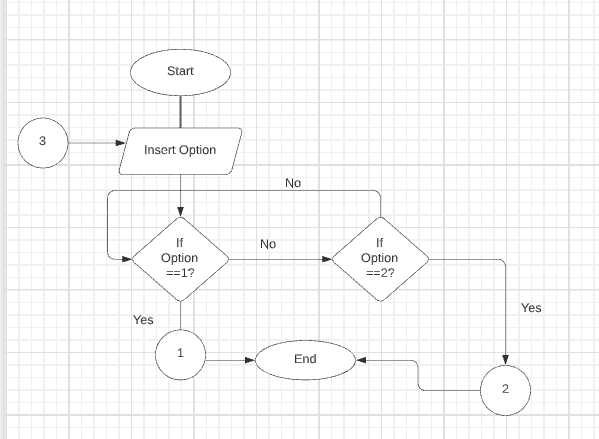 Start
3
Insert Option
No
If
Option
==1?
No
If
Option
==2?
Yes
Yes
1
End
2